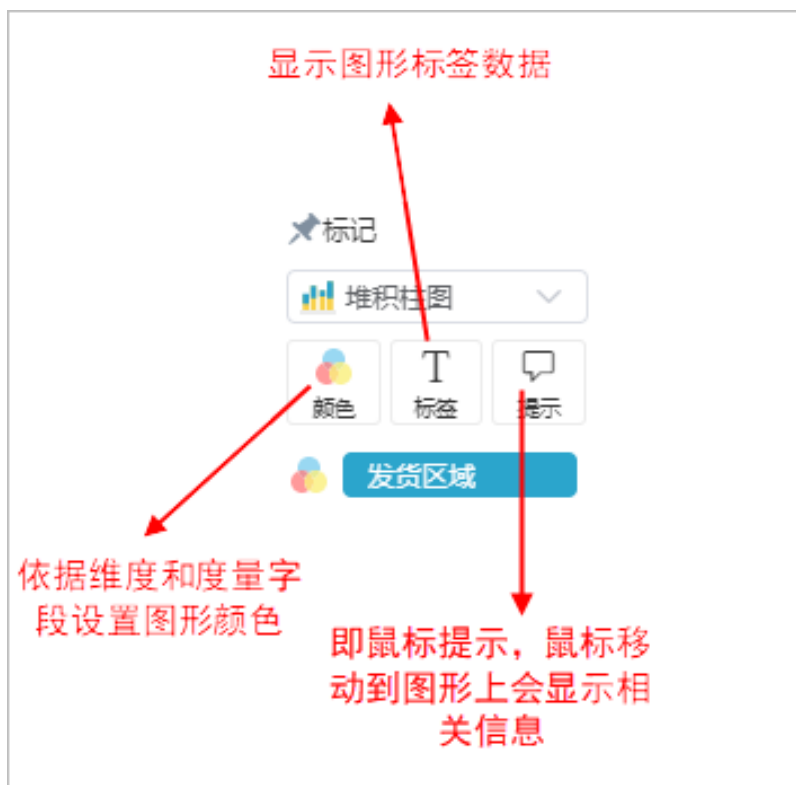 显示图形标签数据
标记
堆积柱图
颜色 标签 提示
发货区域
依据维度和度量字
段设置图形颜色
即鼠标提示，鼠标移
动到图形上会显示相
关信息